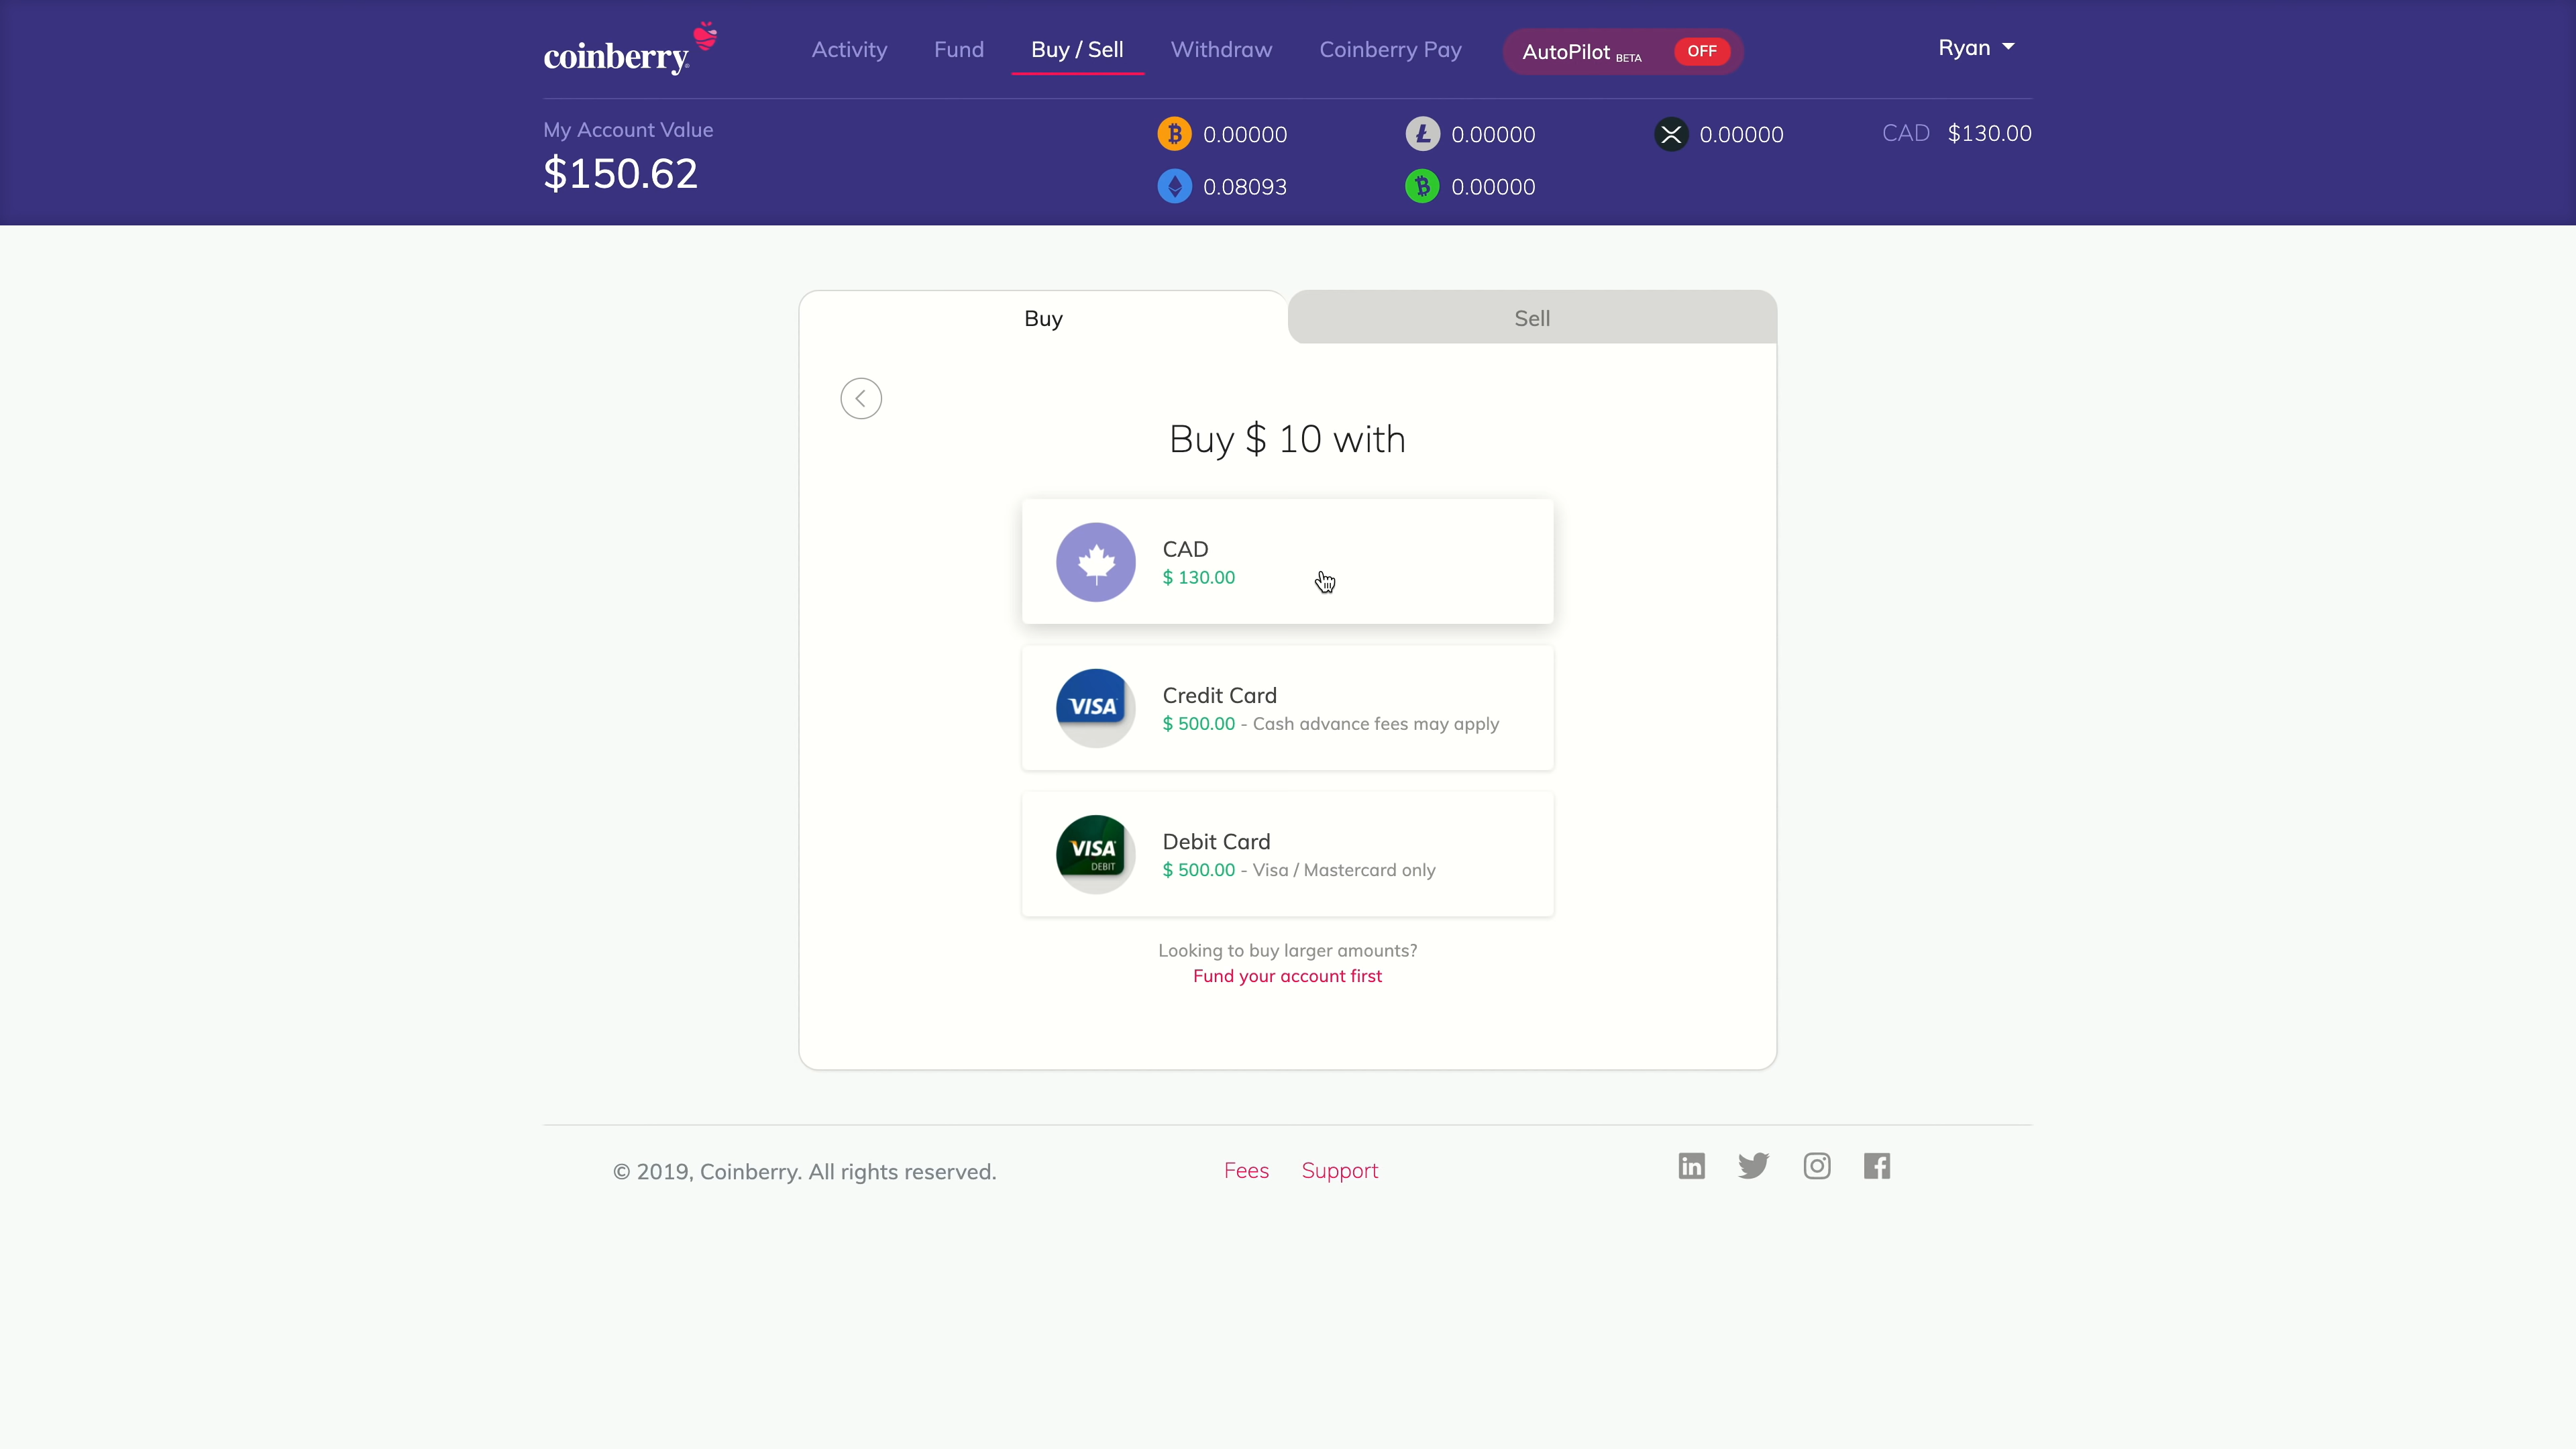 coinberry
Activity
Fund
Buy / Sell
Withdraw
Coinberry Pay
AutoPilot BETA
OFF
Ryan
My Account Value
$150.62
0.00000
0.00000
0.00000
CAD $130.00
0.08093
0.00000
Buy
Sell
Buy $ 10 with
CAD
$ 130.00
VISA
Credit Card
$ 500.00 - Cash advance fees may apply
VISA
DEBIT
Debit Card
$ 500.00 - Visa / Mastercard only
Looking to buy larger amounts?
Fund your account first
© 2019, Coinberry. All rights reserved.
Fees
Support